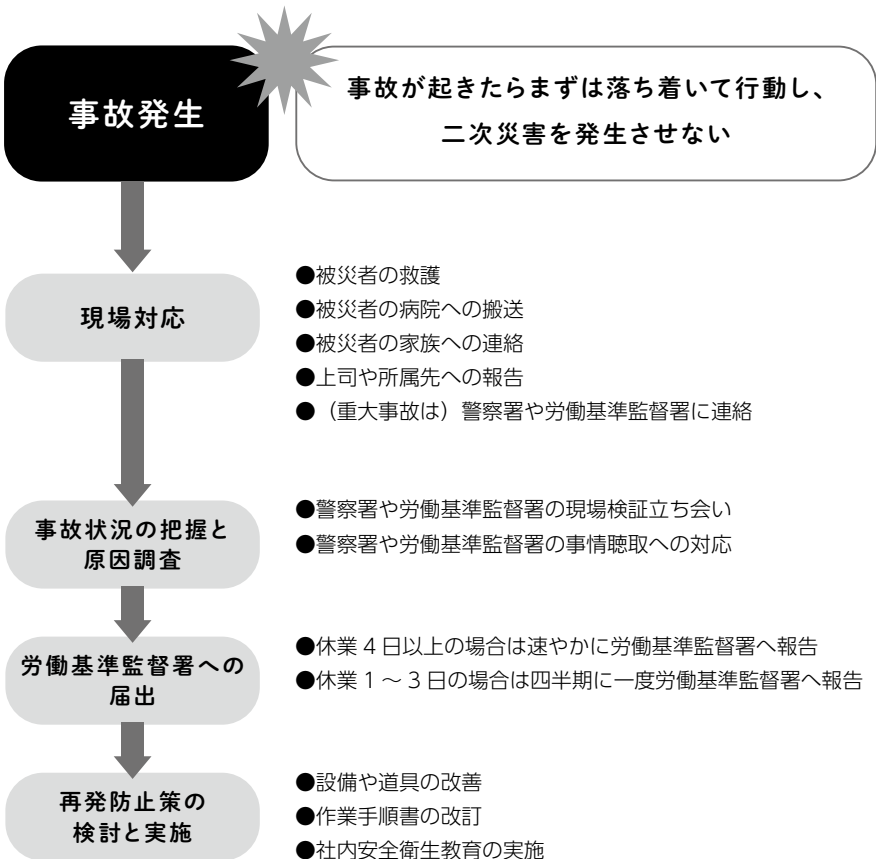 事故発生
事故が起きたらまずは落ち着いて行動し、
二次災害を発生させない
現場対応
●被災者の救護
●被災者の病院への搬送
●被災者の家族への連絡
●上司や所属先への報告
●（重大事故は）警察署や労働基準監督署に連絡
事故状況の把握と
原因調査
●警察署や労働基準監督署の現場検証立ち会い
●警察署や労働基準監督署の事情聴取への対応
労働基準監督署への
届出
●休業 4 日以上の場合は速やかに労働基準監督署へ報告
●休業 1 ～ 3 日の場合は四半期に一度労働基準監督署へ報告
再発防止策の
検討と実施
●設備や道具の改善
●作業手順書の改訂
●社内安全衛生教育の実施